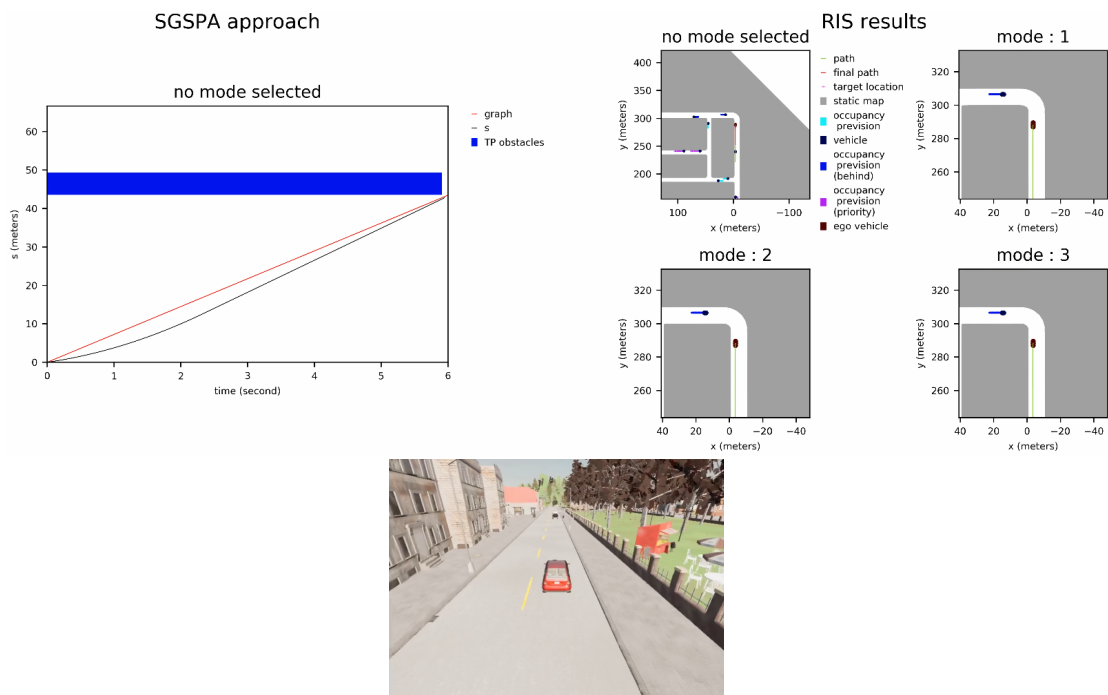 SGSPA approach
no mode selected
s (meters)
60
50
40
30
20
10
0
0 1 2 3 4 5 6
time (second)
graph
s
TP obstacles
RIS results
no mode selected
y (meters)
400
350
300
250
200
100 0 −100
x (meters)
path
final path
target location
static map
occupancy
prevision
vehicle
occupancy
prevision
(behind)
occupancy
prevision
(priority)
ego vehicle
mode : 1
y (meters)
320
300
280
260
40 20 0 −20 −40
x (meters)
mode : 2
y (meters)
320
300
280
260
40 20 0 −20 −40
x (meters)
mode : 3
y (meters)
320
300
280
260
40 20 0 −20 −40
x (meters)